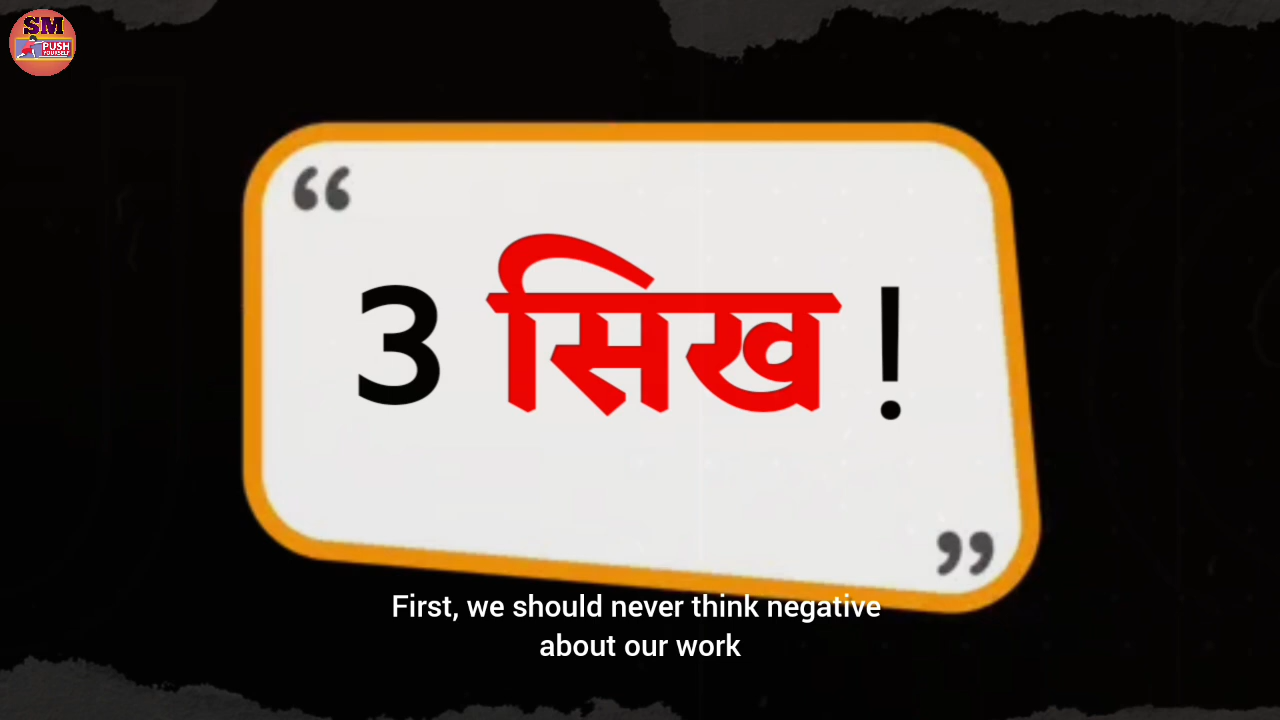 SM
PUSH
YOURSELF
“
3 सिख !
”
First, we should never think negative
about our work